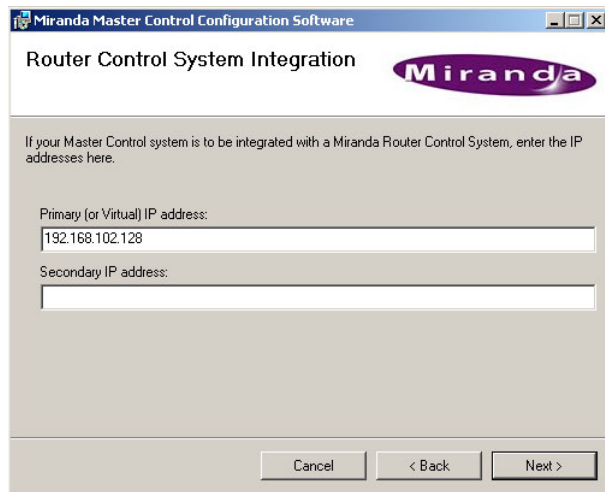 Miranda Master Control Configuration Software
Router Control System Integration
Miranda
If your Master Control system is to be integrated with a Miranda Router Control System, enter the IP
addresses here.
Primary (or Virtual) IP address:
192.168.102.128
Secondary IP address:
Cancel
< Back
Next >